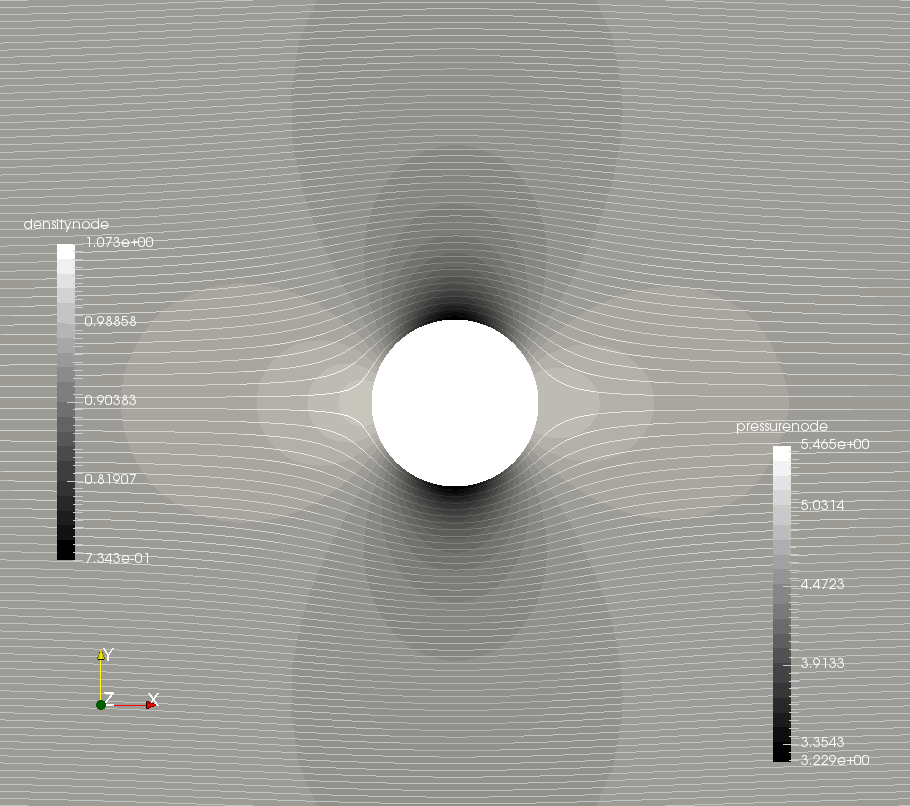 densitynode
1.073e+00
0.98858
0.90383
0.81907
7.343e-01
pressurenode
5.465e+00
5.0314
4.4723
3.9133
3.3543
3.229e+00
Y
Z
X